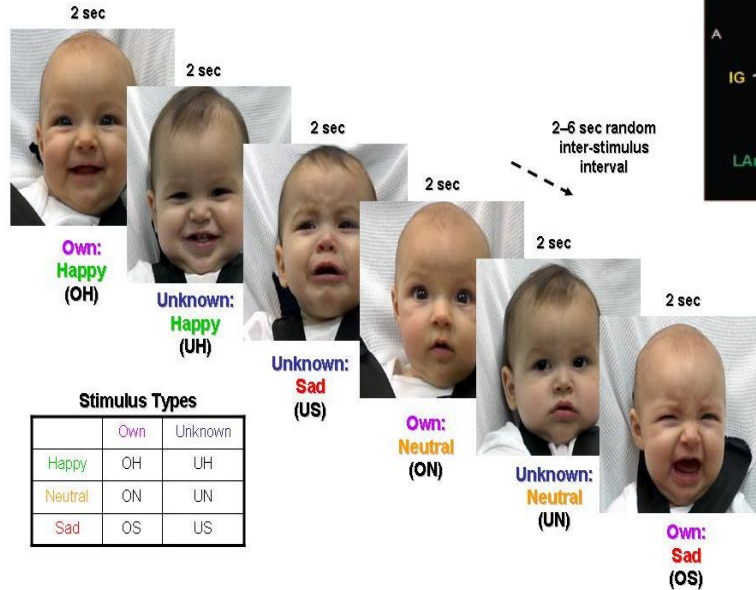 2 sec
2 sec
2 sec
2 sec
2 sec
2 sec
2–6 sec random
inter-stimulus
interval
A
IG
Own:
Happy
(OH)
Unknown:
Happy
(UH)
Unknown:
Sad
(US)
Own:
Neutral
(ON)
Unknown:
Neutral
(UN)
Own:
Sad
(OS)
Stimulus Types
Own Unknown
Happy OH UH
Neutral ON UN
Sad OS US